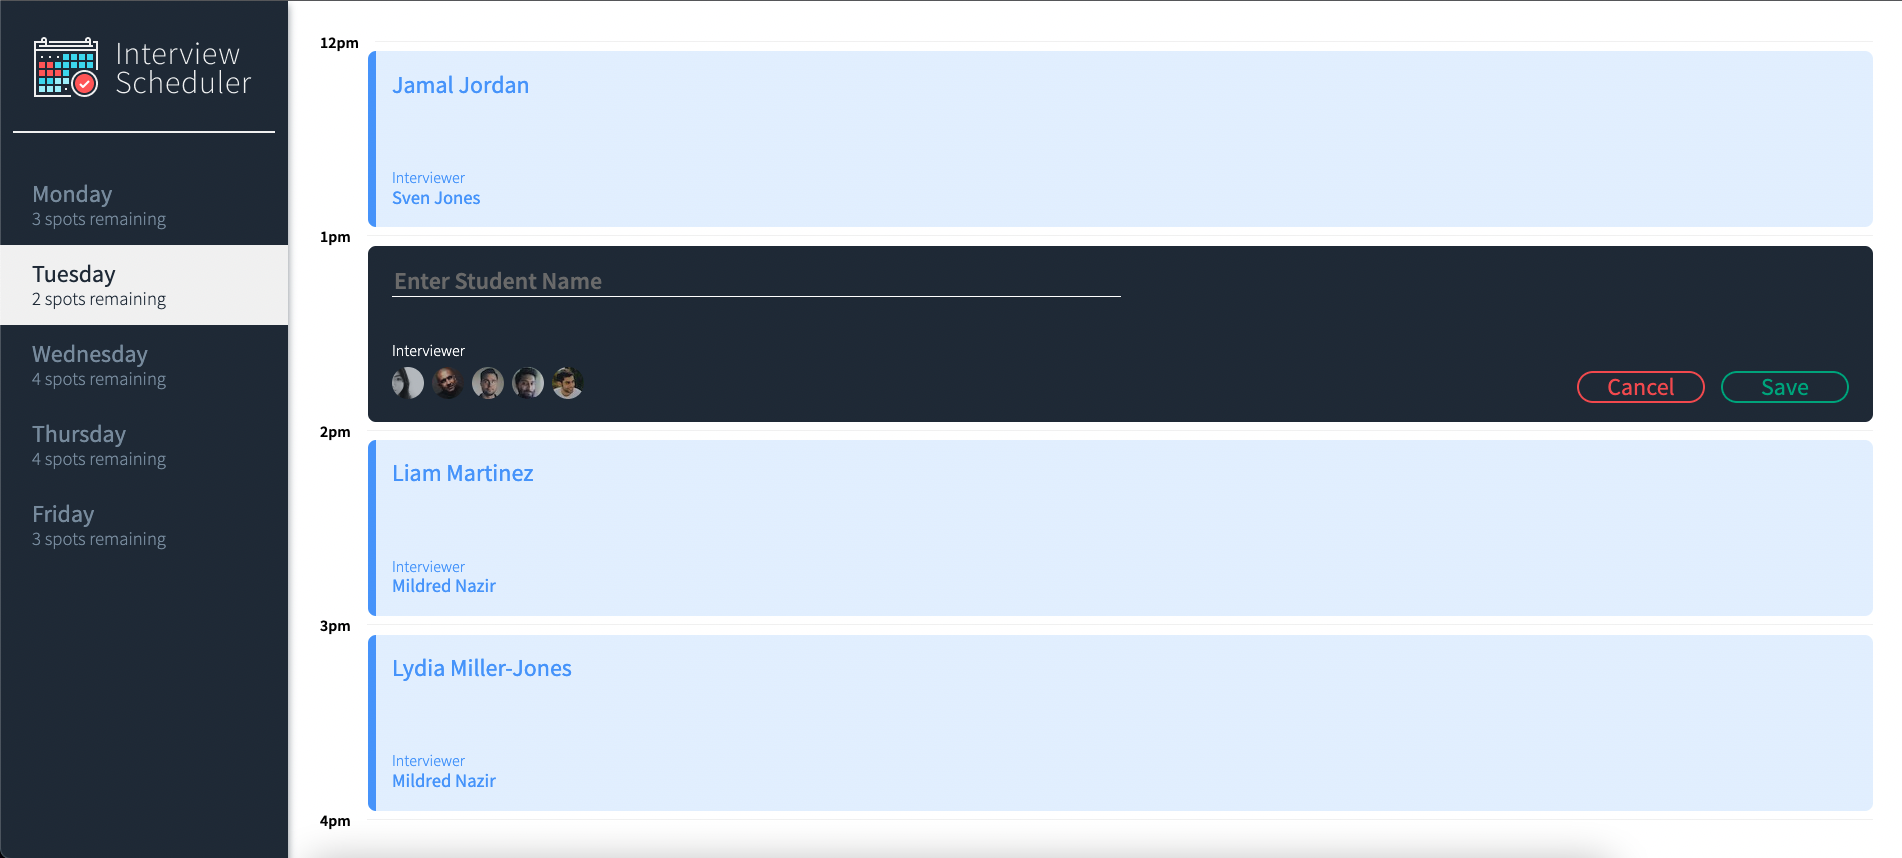 Interview
Scheduler
Monday
3 spots remaining
Tuesday
2 spots remaining
Wednesday
4 spots remaining
Thursday
4 spots remaining
Friday
3 spots remaining
12pm
Jamal Jordan
Interviewer
Sven Jones
1pm
Enter Student Name
Interviewer
Cancel
Save
2pm
Liam Martinez
Interviewer
Mildred Nazir
3pm
Lydia Miller-Jones
Interviewer
Mildred Nazir
4pm